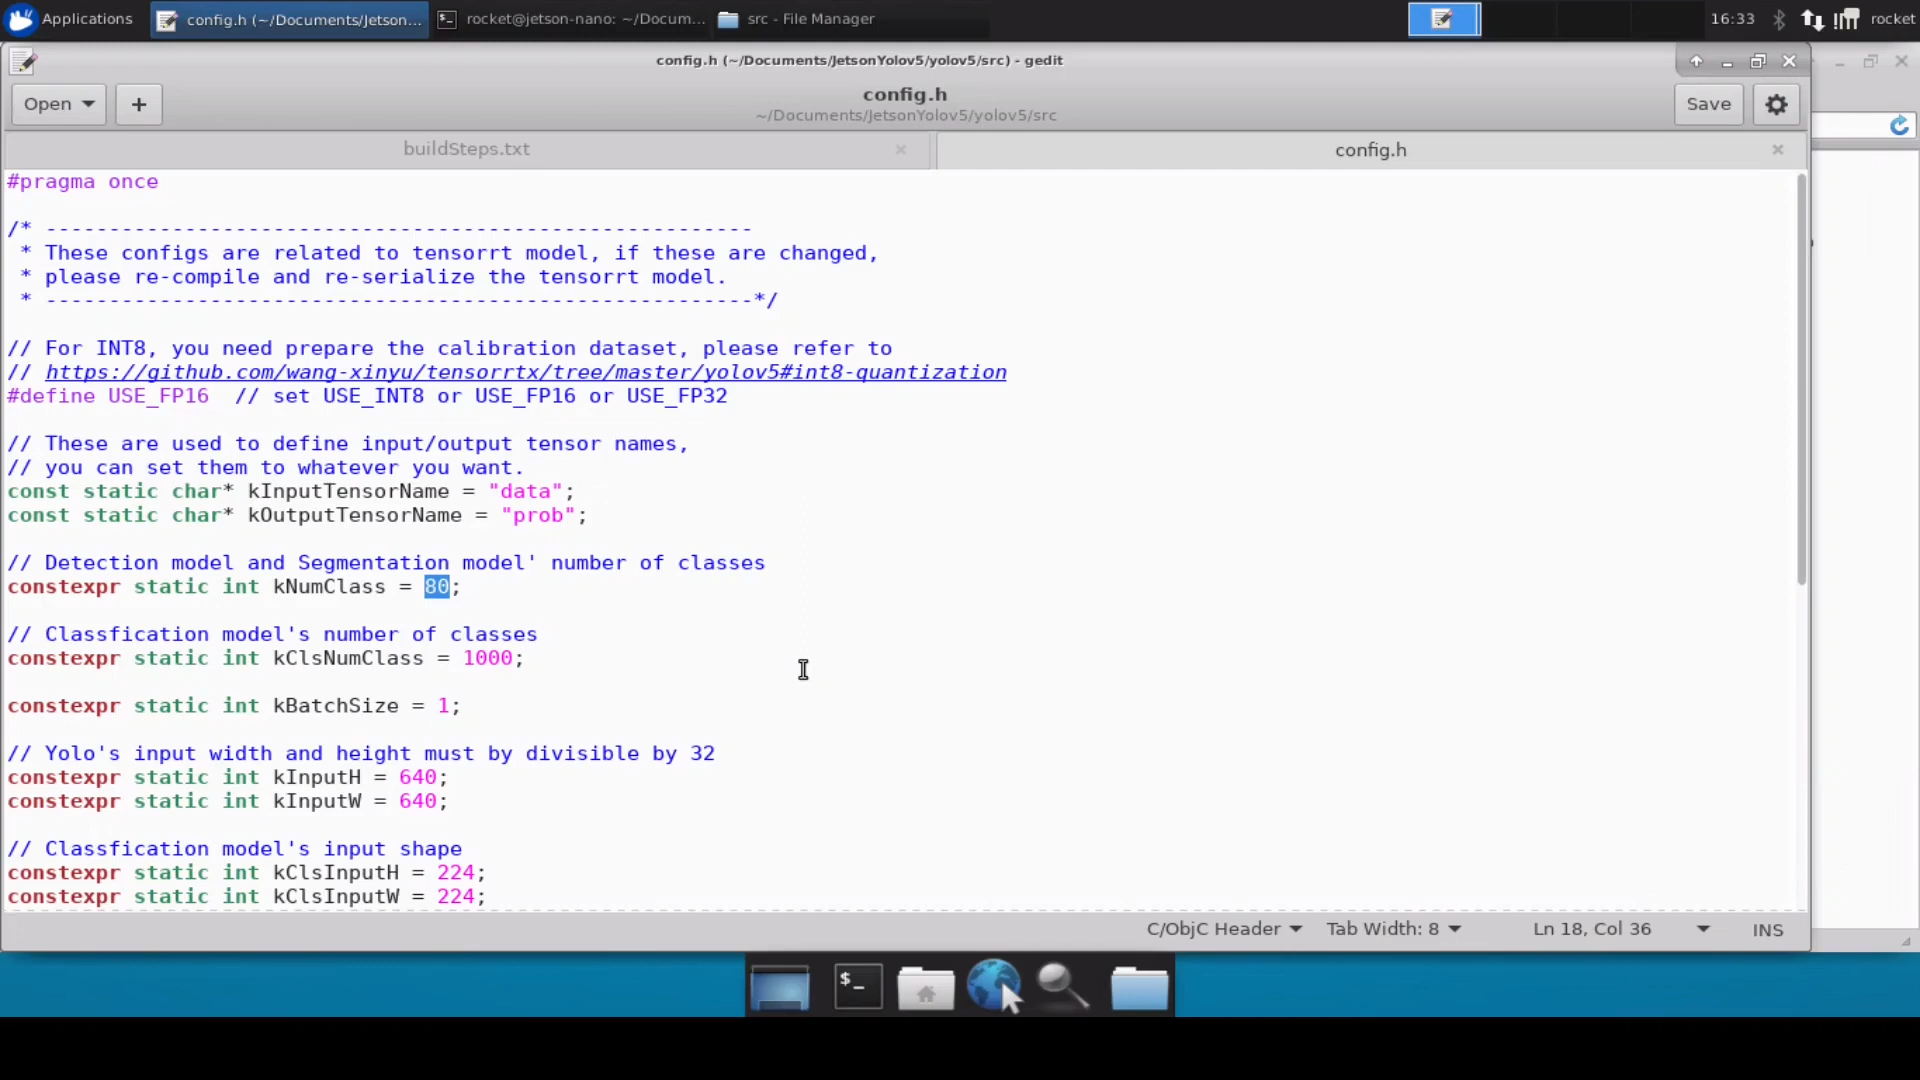 Applications
config.h (~/Documents/Jetson...
rocket@jetson-nano: ~/Docum...
src - File Manager
16:33
rocket
config.h (~/Documents/JetsonYolov5/yolov5/src) - gedit
Open
config.h
~/Documents/JetsonYolov5/yolov5/src
Save
buildSteps.txt
config.h
#pragma once
/* --------------------------------------------------------
 * These configs are related to tensorrt model, if these are changed,
 * please re-compile and re-serialize the tensorrt model.
 * --------------------------------------------------------*/
// For INT8, you need prepare the calibration dataset, please refer to
// https://github.com/wang-xinyu/tensorrtx/tree/master/yolov5#int8-quantization
#define USE_FP16  // set USE_INT8 or USE_FP16 or USE_FP32
// These are used to define input/output tensor names,
// you can set them to whatever you want.
const static char* kInputTensorName = "data";
const static char* kOutputTensorName = "prob";
// Detection model and Segmentation model' number of classes
constexpr static int kNumClass = 80;
// Classfication model's number of classes
constexpr static int kClsNumClass = 1000;
constexpr static int kBatchSize = 1;
// Yolo's input width and height must by divisible by 32
constexpr static int kInputH = 640;
constexpr static int kInputW = 640;
// Classfication model's input shape
constexpr static int kClsInputH = 224;
constexpr static int kClsInputW = 224;
C/ObjC Header
Tab Width: 8
Ln 18, Col 36
INS
$_